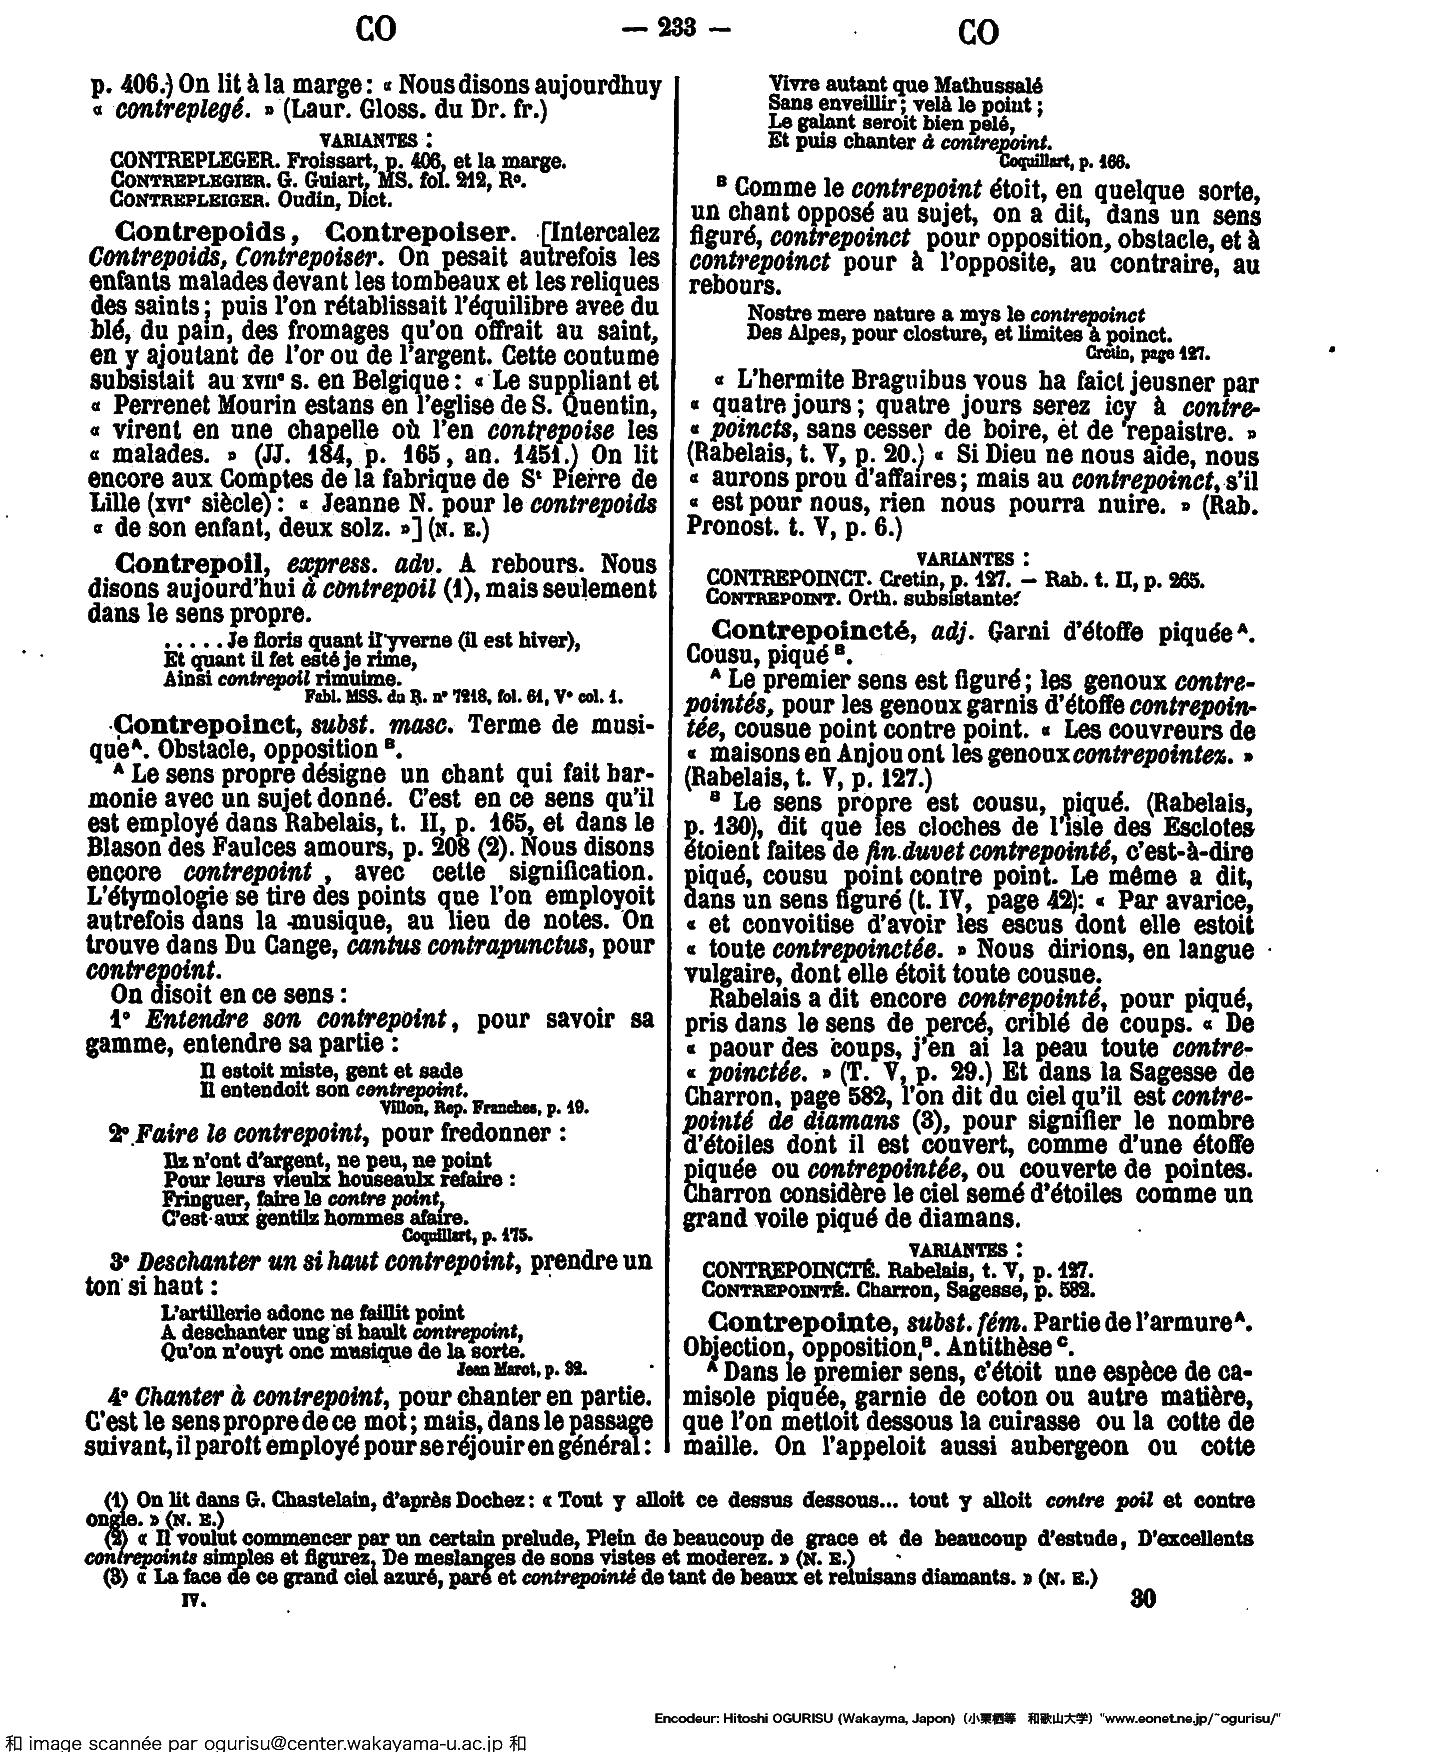 CO — 233 — CO
p. 406.) On lit à la marge : « Nous disons aujourdhuy
« contreplegé. » (Laur. Gloss. du Dr. fr.)
VARIANTES :
CONTREPLEGER. Froissart, p. 406, et la marge.
CONTREPLEGIER. G. Guiart, MS. fol. 212, Rº.
CONTREPLEIGER. Oudin, Dict.
Contrepoids, Contrepoiser. [Intercalez
Contrepoids, Contrepoiser. On pesait autrefois les
enfants malades devant les tombeaux et les reliques
des saints ; puis l'on rétablissait l'équilibre avec du
blé, du pain, des fromages qu'on offrait au saint,
en y ajoutant de l'or ou de l'argent. Cette coutume
subsistait au XVIIᵉ s. en Belgique : « Le suppliant et
« Perrenet Mourin estans en l'eglise de S. Quentin,
« virent en une chapelle où l'en contrepoise les
« malades. » (JJ. 184, p. 165, an. 1451.) On lit
encore aux Comptes de la fabrique de Sᵗ Pierre de
Lille (XVIᵉ siècle) : « Jeanne N. pour le contrepoids
« de son enfant, deux solz. »] (N. E.)
Contrepoil, express. adv. A rebours. Nous
disons aujourd'hui à contrepoil (1), mais seulement
dans le sens propre.
. . . . . Je floris quant il yverne (il est hiver),
Et quant il fet esté je rime,
Ainsi contrepoil rimuime.
Fabl. MSS. du R. nº 7218, fol. 61, Vº col. 1.
Contrepoinct, subst. masc. Terme de musi-
que ᴬ. Obstacle, opposition ᴮ.
ᴬ Le sens propre désigne un chant qui fait har-
monie avec un sujet donné. C'est en ce sens qu'il
est employé dans Rabelais, t. II, p. 165, et dans le
Blason des Faulces amours, p. 208 (2). Nous disons
encore contrepoint, avec cette signification.
L'étymologie se tire des points que l'on employoit
autrefois dans la musique, au lieu de notes. On
trouve dans Du Cange, cantus contrapunctus, pour
contrepoint.
On disoit en ce sens :
1º Entendre son contrepoint, pour savoir sa
gamme, entendre sa partie :
Il estoit miste, gent et sade
Il entendoit son contrepoint.
Villon, Rep. Franches, p. 19.
2º Faire le contrepoint, pour fredonner :
Ilz n'ont d'argent, ne peu, ne point
Pour leurs vieulx houseaulx refaire :
Fringuer, faire le contre point,
C'est aux gentilz hommes afaire.
Coquillart, p. 175.
3º Deschanter un si haut contrepoint, prendre un
ton si haut :
L'artillerie adonc ne faillit point
A deschanter ung si hault contrepoint,
Qu'on n'ouyt onc musique de la sorte.
Jean Marot, p. 32.
4º Chanter à contrepoint, pour chanter en partie.
C'est le sens propre de ce mot ; mais, dans le passage
suivant, il paroît employé pour se réjouir en général :
Vivre autant que Mathussalé
Sans enveillir ; velà le point ;
Le galant seroit bien pelé,
Et puis chanter à contrepoint.
Coquillart, p. 166.
ᴮ Comme le contrepoint étoit, en quelque sorte,
un chant opposé au sujet, on a dit, dans un sens
figuré, contrepoinct pour opposition, obstacle, et à
contrepoinct pour à l'opposite, au contraire, au
rebours.
Nostre mere nature a mys le contrepoinct
Des Alpes, pour closture, et limites à poinct.
Cretin, page 127.
« L'hermite Braguibus vous ha faict jeusner par
« quatre jours ; quatre jours serez icy à contre-
« poincts, sans cesser de boire, et de repaistre. »
(Rabelais, t. V, p. 20.) « Si Dieu ne nous aide, nous
« aurons prou d'affaires ; mais au contrepoinct, s'il
« est pour nous, rien nous pourra nuire. » (Rab.
Pronost. t. V, p. 6.)
VARIANTES :
CONTREPOINCT. Cretin, p. 127. — Rab. t. II, p. 265.
CONTREPOINT. Orth. subsistante.
Contrepoincté, adj. Garni d'étoffe piquée ᴬ.
Cousu, piqué ᴮ.
ᴬ Le premier sens est figuré ; les genoux contre-
pointés, pour les genoux garnis d'étoffe contrepoin-
tée, cousue point contre point. « Les couvreurs de
« maisons en Anjou ont les genoux contrepointez. »
(Rabelais, t. V, p. 127.)
ᴮ Le sens propre est cousu, piqué. (Rabelais,
p. 130), dit que les cloches de l'isle des Esclotes
étoient faites de fin duvet contrepointé, c'est-à-dire
piqué, cousu point contre point. Le même a dit,
dans un sens figuré (t. IV, page 42): « Par avarice,
« et convoitise d'avoir les escus dont elle estoit
« toute contrepoinctée. » Nous dirions, en langue
vulgaire, dont elle étoit toute cousue.
Rabelais a dit encore contrepointé, pour piqué,
pris dans le sens de percé, criblé de coups. « De
« paour des coups, j'en ai la peau toute contre-
« poinctée. » (T. V, p. 29.) Et dans la Sagesse de
Charron, page 582, l'on dit du ciel qu'il est contre-
pointé de diamans (3), pour signifier le nombre
d'étoiles dont il est couvert, comme d'une étoffe
piquée ou contrepointée, ou couverte de pointes.
Charron considère le ciel semé d'étoiles comme un
grand voile piqué de diamans.
VARIANTES :
CONTREPOINCTÉ. Rabelais, t. V, p. 127.
CONTREPOINTÉ. Charron, Sagesse, p. 582.
Contrepointe, subst. fém. Partie de l'armure ᴬ.
Objection, opposition, ᴮ. Antithèse ᶜ.
ᴬ Dans le premier sens, c'étoit une espèce de ca-
misole piquée, garnie de coton ou autre matière,
que l'on mettoit dessous la cuirasse ou la cotte de
maille. On l'appeloit aussi aubergeon ou cotte
(1) On lit dans G. Chastelain, d'après Dochez : « Tout y alloit ce dessus dessous... tout y alloit contre poil et contre
ongle. » (N. E.)
(2) « Il voulut commencer par un certain prelude, Plein de beaucoup de grace et de beaucoup d'estude, D'excellents
contrepoints simples et figurez, De meslanges de sons vistes et moderez. » (N. E.)
(3) « La face de ce grand ciel azuré, paré et contrepointé de tant de beaux et reluisans diamants. » (N. E.)
IV. 30
Encodeur: Hitoshi OGURISU (Wakayma, Japon) (小栗栖等 和歌山大学) "www.eonet.ne.jp/~ogurisu/"
和 image scannée par ogurisu@center.wakayama-u.ac.jp 和